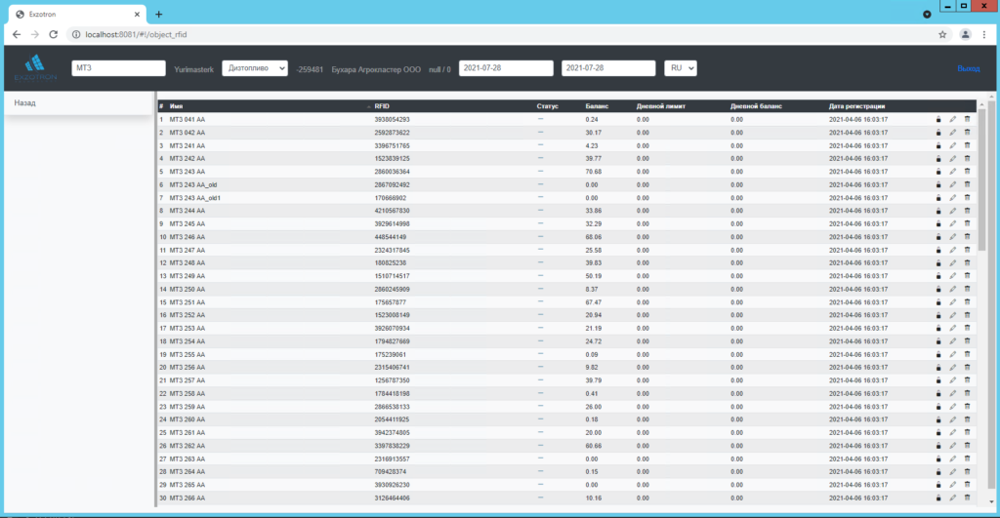 Exzotron
localhost:8081/#!/object_rfid
EXZOTRON
МТЗ Yurimasterk Дизтопливо -259481 Бухара Агрокластер ООО null / 0 2021-07-28 2021-07-28 RU Выход
Назад
# Имя RFID Статус Баланс Дневной лимит Дневной баланс Дата регистрации
1 МТЗ 041 АА 3938054293 — 0.24 0.00 0.00 2021-04-06 16:03:17
2 МТЗ 042 АА 2592873622 — 30.17 0.00 0.00 2021-04-06 16:03:17
3 МТЗ 241 АА 3396751765 — 4.23 0.00 0.00 2021-04-06 16:03:17
4 МТЗ 242 АА 1523839125 — 39.77 0.00 0.00 2021-04-06 16:03:17
5 МТЗ 243 АА 2860036364 — 70.68 0.00 0.00 2021-04-06 16:03:17
6 МТЗ 243 АА_old 2867092492 — 0.00 0.00 0.00 2021-04-06 16:03:17
7 МТЗ 243 АА_old1 170666902 — 0.00 0.00 0.00 2021-04-06 16:03:17
8 МТЗ 244 АА 4210567830 — 33.86 0.00 0.00 2021-04-06 16:03:17
9 МТЗ 245 АА 3929614998 — 32.29 0.00 0.00 2021-04-06 16:03:17
10 МТЗ 246 АА 448544149 — 68.06 0.00 0.00 2021-04-06 16:03:17
11 МТЗ 247 АА 2324317845 — 25.58 0.00 0.00 2021-04-06 16:03:17
12 МТЗ 248 АА 180825238 — 39.83 0.00 0.00 2021-04-06 16:03:17
13 МТЗ 249 АА 1510714517 — 50.19 0.00 0.00 2021-04-06 16:03:17
14 МТЗ 250 АА 2860245909 — 8.37 0.00 0.00 2021-04-06 16:03:17
15 МТЗ 251 АА 175657877 — 67.47 0.00 0.00 2021-04-06 16:03:17
16 МТЗ 252 АА 1523008149 — 20.94 0.00 0.00 2021-04-06 16:03:17
17 МТЗ 253 АА 3926070934 — 21.19 0.00 0.00 2021-04-06 16:03:17
18 МТЗ 254 АА 1794827669 — 24.72 0.00 0.00 2021-04-06 16:03:17
19 МТЗ 255 АА 175239061 — 0.09 0.00 0.00 2021-04-06 16:03:17
20 МТЗ 256 АА 2315406741 — 9.82 0.00 0.00 2021-04-06 16:03:17
21 МТЗ 257 АА 1256787350 — 39.79 0.00 0.00 2021-04-06 16:03:17
22 МТЗ 258 АА 1784418198 — 0.41 0.00 0.00 2021-04-06 16:03:17
23 МТЗ 259 АА 2866538133 — 26.00 0.00 0.00 2021-04-06 16:03:17
24 МТЗ 260 АА 2054411925 — 0.18 0.00 0.00 2021-04-06 16:03:17
25 МТЗ 261 АА 3942374805 — 20.00 0.00 0.00 2021-04-06 16:03:17
26 МТЗ 262 АА 3397838229 — 60.66 0.00 0.00 2021-04-06 16:03:17
27 МТЗ 263 АА 2316913557 — 0.00 0.00 0.00 2021-04-06 16:03:17
28 МТЗ 264 АА 709428374 — 0.15 0.00 0.00 2021-04-06 16:03:17
29 МТЗ 265 АА 3930926230 — 0.00 0.00 0.00 2021-04-06 16:03:17
30 МТЗ 266 АА 3126464406 — 10.16 0.00 0.00 2021-04-06 16:03:17